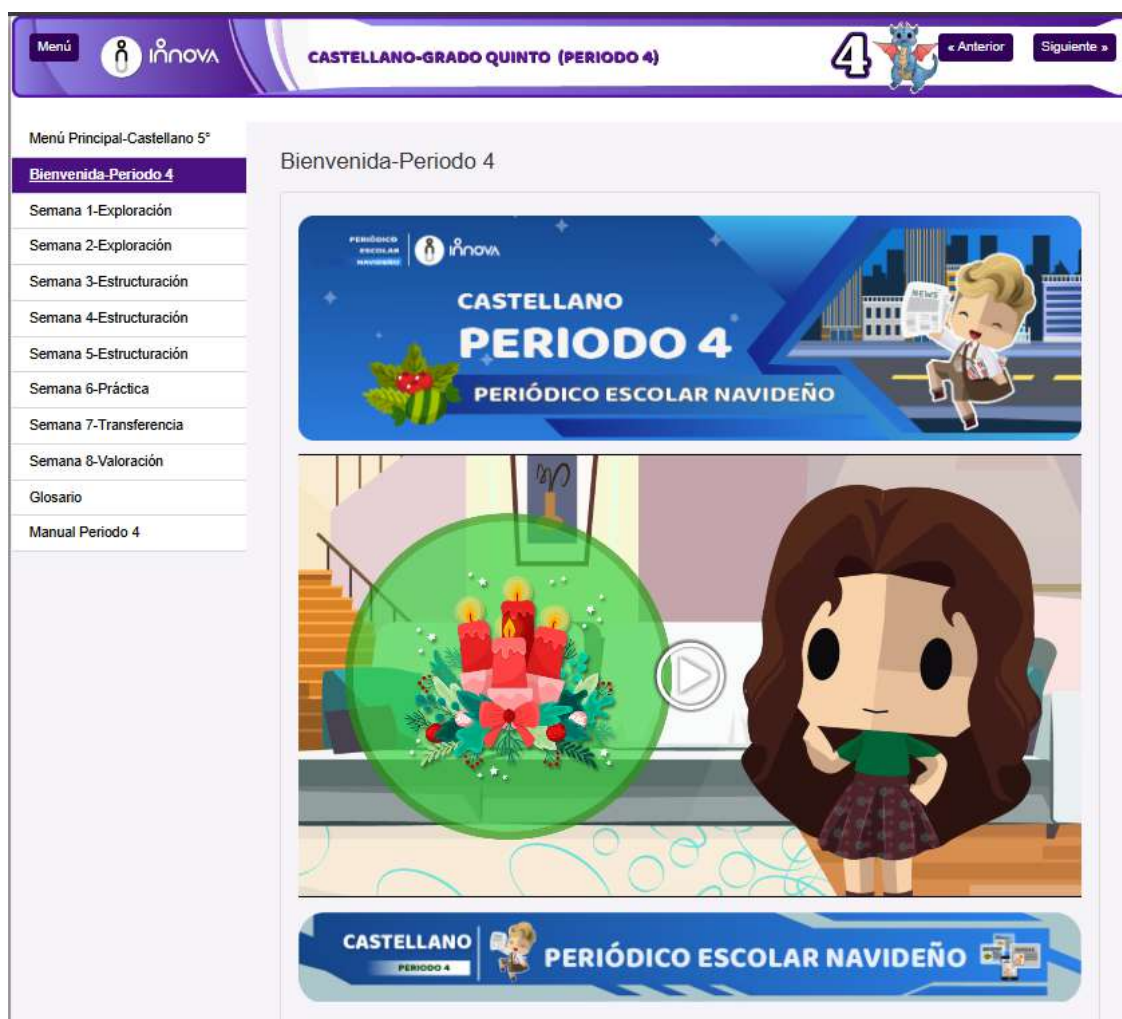 Menú
INNOVA
CASTELLANO-GRADO QUINTO (PERIODO 4)
4
« Anterior
Siguiente »
Menú Principal-Castellano 5°
Bienvenida-Periodo 4
Semana 1-Exploración
Semana 2-Exploración
Semana 3-Estructuración
Semana 4-Estructuración
Semana 5-Estructuración
Semana 6-Práctica
Semana 7-Transferencia
Semana 8-Valoración
Glosario
Manual Periodo 4
Bienvenida-Periodo 4
PERIÓDICO
ESCOLAR
NAVIDEÑO
INNOVA
CASTELLANO
PERIODO 4
PERIÓDICO ESCOLAR NAVIDEÑO
NEWS
CASTELLANO
PERIODO 4
PERIÓDICO ESCOLAR NAVIDEÑO